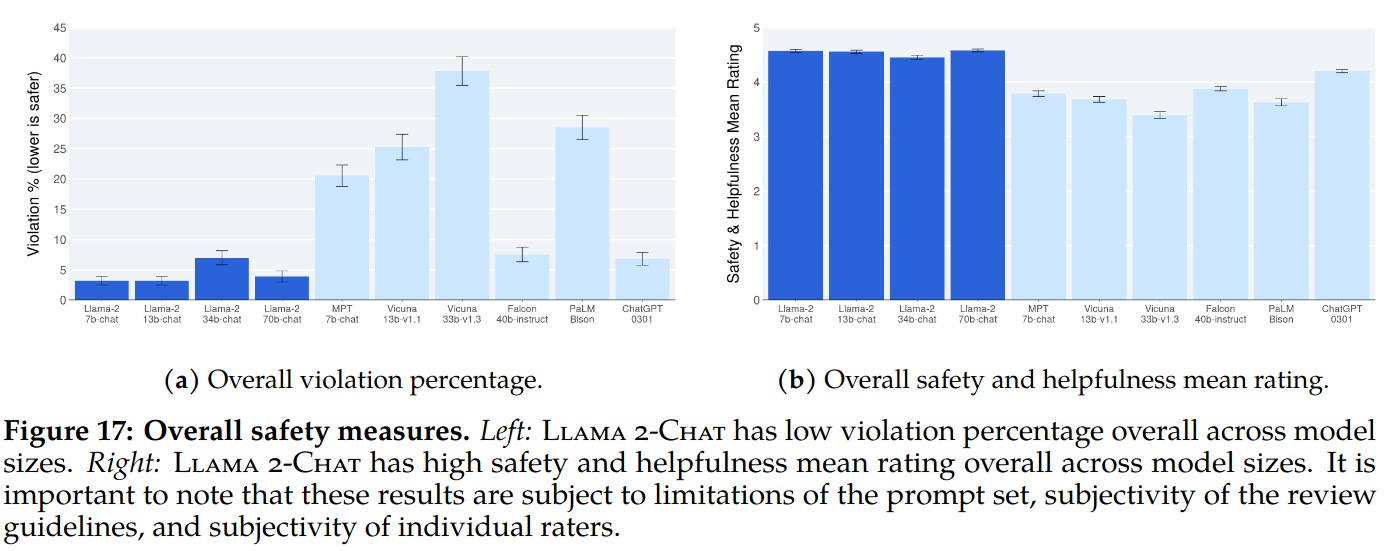 Violation % (lower is safer)
45
40
35
30
25
20
15
10
5
0
Llama-2
7b-chat
Llama-2
13b-chat
Llama-2
34b-chat
Llama-2
70b-chat
MPT
7b-chat
Vicuna
13b-v1.1
Vicuna
33b-v1.3
Falcon
40b-instruct
PaLM
Bison
ChatGPT
0301
Safety & Helpfulness Mean Rating
5
4
3
2
1
0
Llama-2
7b-chat
Llama-2
13b-chat
Llama-2
34b-chat
Llama-2
70b-chat
MPT
7b-chat
Vicuna
13b-v1.1
Vicuna
33b-v1.3
Falcon
40b-instruct
PaLM
Bison
ChatGPT
0301
(a) Overall violation percentage.
(b) Overall safety and helpfulness mean rating.
Figure 17: Overall safety measures. Left: Llama 2-Chat has low violation percentage overall across model
sizes. Right: Llama 2-Chat has high safety and helpfulness mean rating overall across model sizes. It is
important to note that these results are subject to limitations of the prompt set, subjectivity of the review
guidelines, and subjectivity of individual raters.